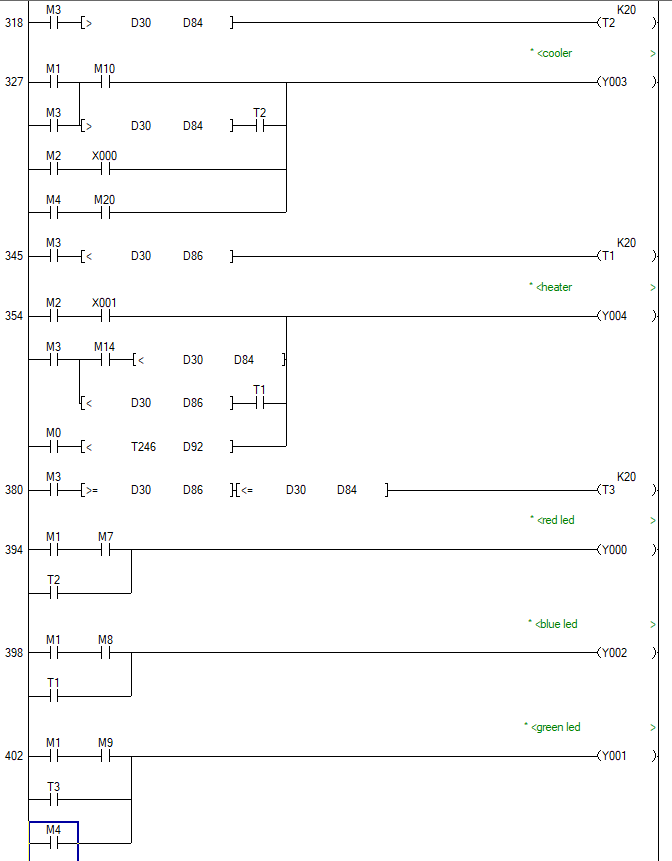 M3 K20
318 [> D30 D84 ] (T2 )
* <cooler >
M1 M10
327 (Y003 )
M3 T2
[> D30 D84 ]
M2 X000
M4 M20
M3 K20
345 [< D30 D86 ] (T1 )
* <heater >
M2 X001
354 (Y004 )
M3 M14
[< D30 D84 ]
T1
[< D30 D86 ]
M0
[< T246 D92 ]
M3 K20
380 [>= D30 D86 ] [<= D30 D84 ] (T3 )
* <red led >
M1 M7
394 (Y000 )
T2
* <blue led >
M1 M8
398 (Y002 )
T1
* <green led >
M1 M9
402 (Y001 )
T3
M4